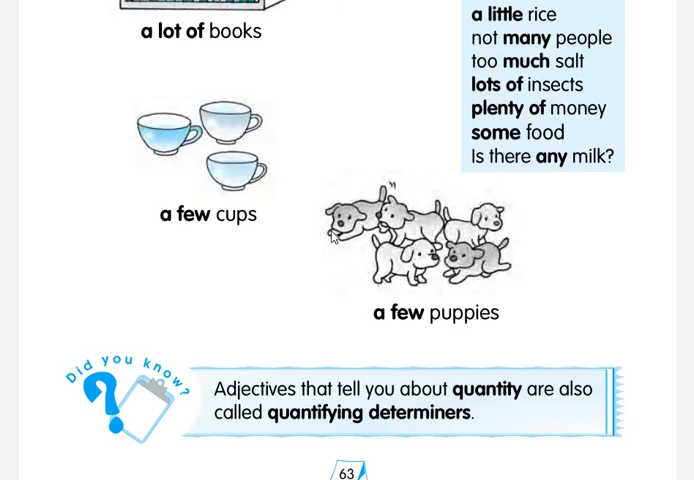 a lot of books
a little rice
not many people
too much salt
lots of insects
plenty of money
some food
Is there any milk?
a few cups
a few puppies
Did you know?
Adjectives that tell you about quantity are also
called quantifying determiners.
63